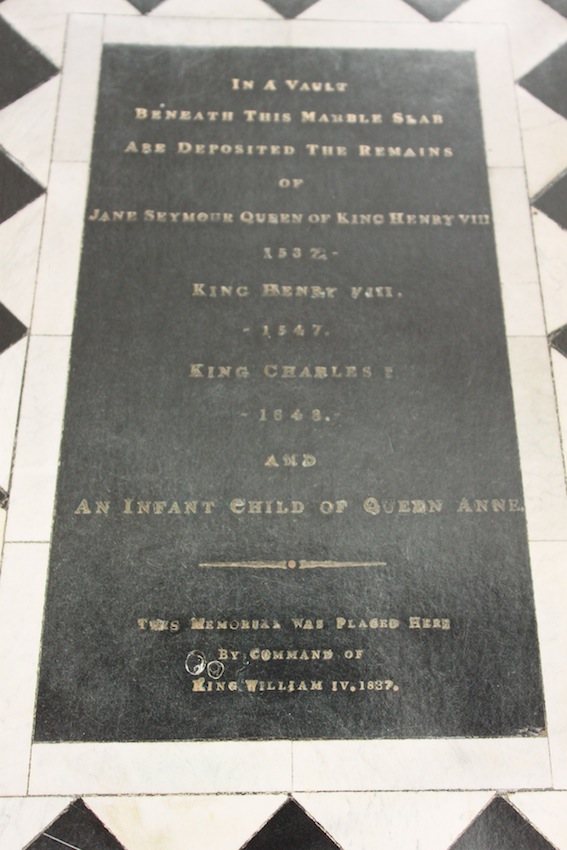 In A Vault
Beneath This Marble Slab
Are Deposited The Remains
of
Jane Seymour Queen of King Henry VIII
1537.
King Henry VIII.
1547.
King Charles I
1648.
And
An Infant Child of Queen Anne.
This Memorial was Placed Here
By Command of
King William IV. 1837.